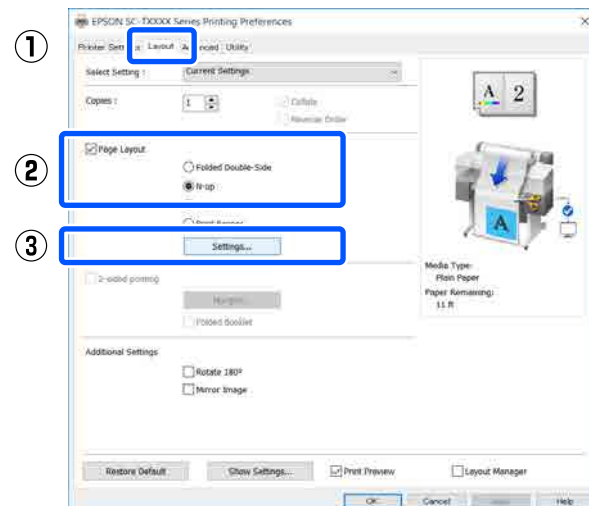 EPSON SC-TXXXX Series Printing Preferences
①
Layout
Utility
Select Setting :
Current Settings
Copies :
1
Collate
Reverse Order
A 2
②
Page Layout
Folded Double-Side
N-up
③
Settings...
A
Media Type:
Plain Paper
Paper Remaining:
11 ft
2-sided printing
Margins...
Folded Booklet
Additional Settings
Rotate 180º
Mirror Image
Restore Default
Show Settings...
Print Preview
Layout Manager
OK
Cancel
Help